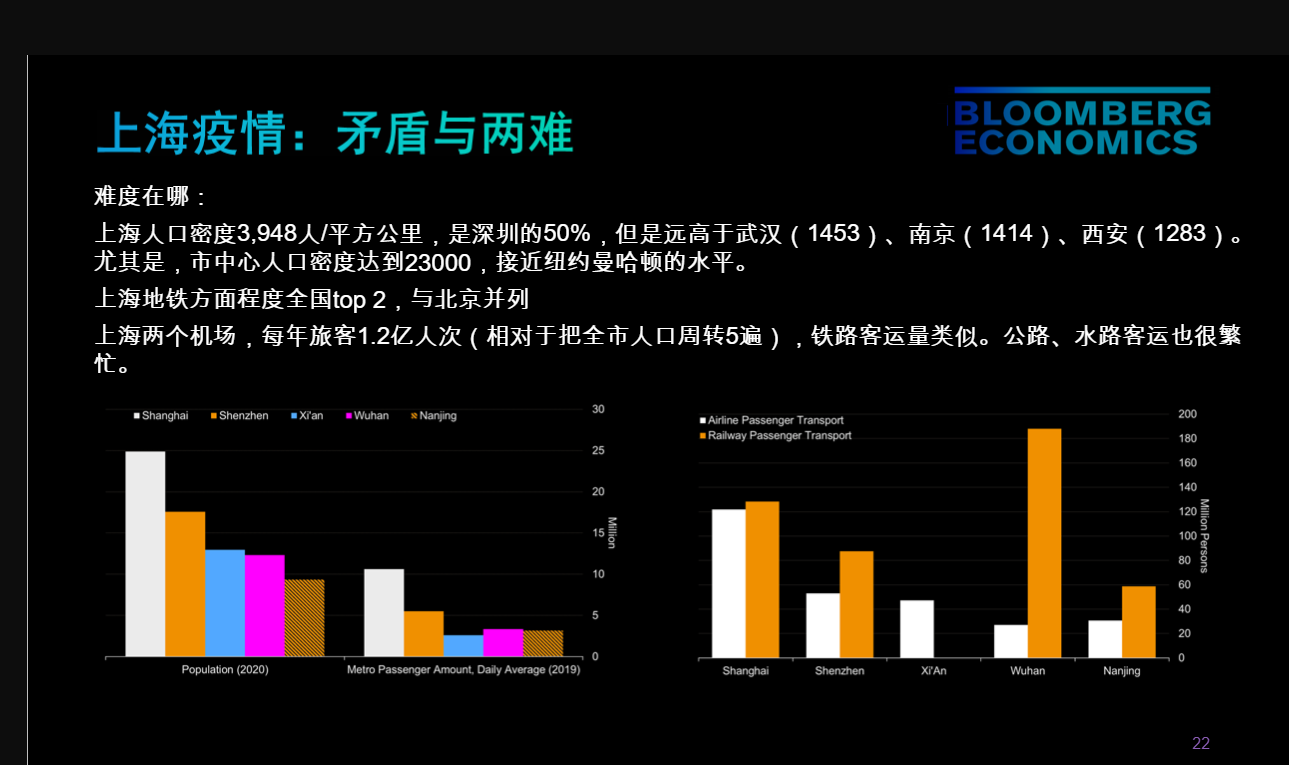 上海疫情：矛盾与两难
BLOOMBERG
ECONOMICS
难度在哪：
上海人口密度3,948人/平方公里，是深圳的50%，但是远高于武汉（1453）、南京（1414）、西安（1283）。
尤其是，市中心人口密度达到23000，接近纽约曼哈顿的水平。
上海地铁方面程度全国top 2，与北京并列
上海两个机场，每年旅客1.2亿人次（相对于把全市人口周转5遍），铁路客运量类似。公路、水路客运也很繁
忙。
Shanghai Shenzhen Xi'an Wuhan Nanjing
30
25
20
15
10
5
0
Million
Population (2020)
Metro Passenger Amount, Daily Average (2019)
Airline Passenger Transport
Railway Passenger Transport
200
180
160
140
120
100
80
60
40
20
0
Million Persons
Shanghai
Shenzhen
Xi'An
Wuhan
Nanjing
22